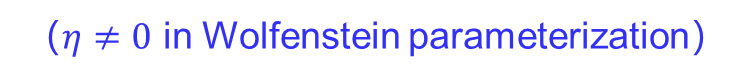 (𝜂 ≠ 0 in Wolfenstein parameterization)